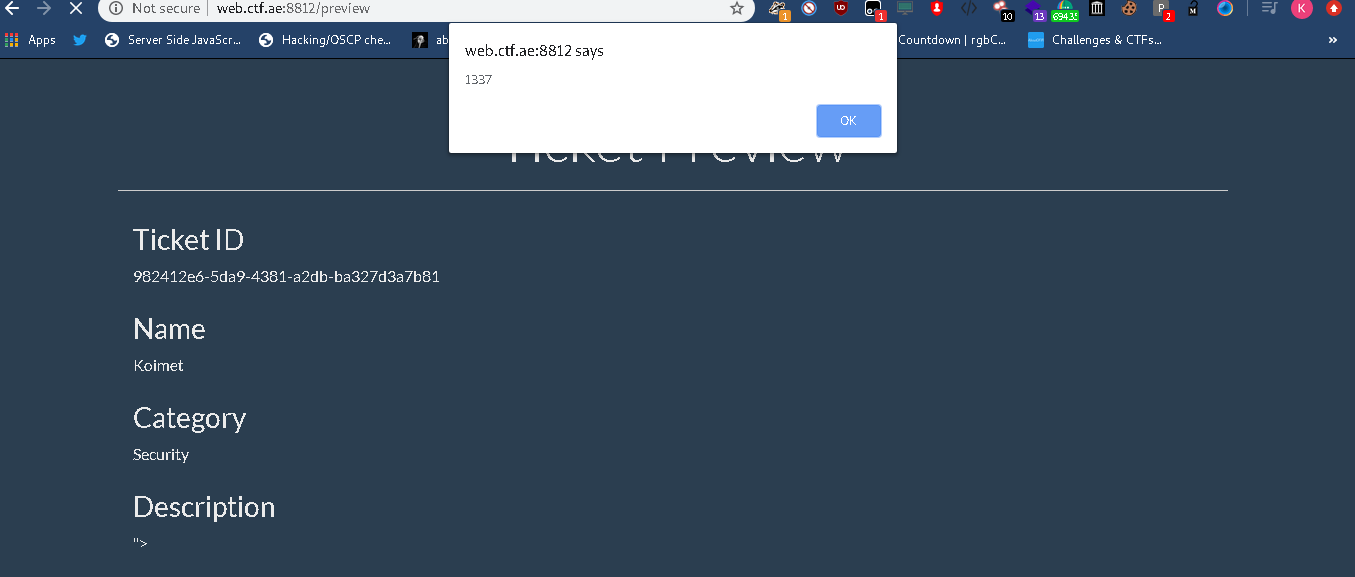 Not secure | web.ctf.ae:8812/preview
1 1 10 13 69435 2 M K
Apps Server Side JavaScr... Hacking/OSCP che... ab Countdown | rgbC... Challenges & CTFs... »
web.ctf.ae:8812 says
1337
OK
Ticket Preview
Ticket ID
982412e6-5da9-4381-a2db-ba327d3a7b81
Name
Koimet
Category
Security
Description
">